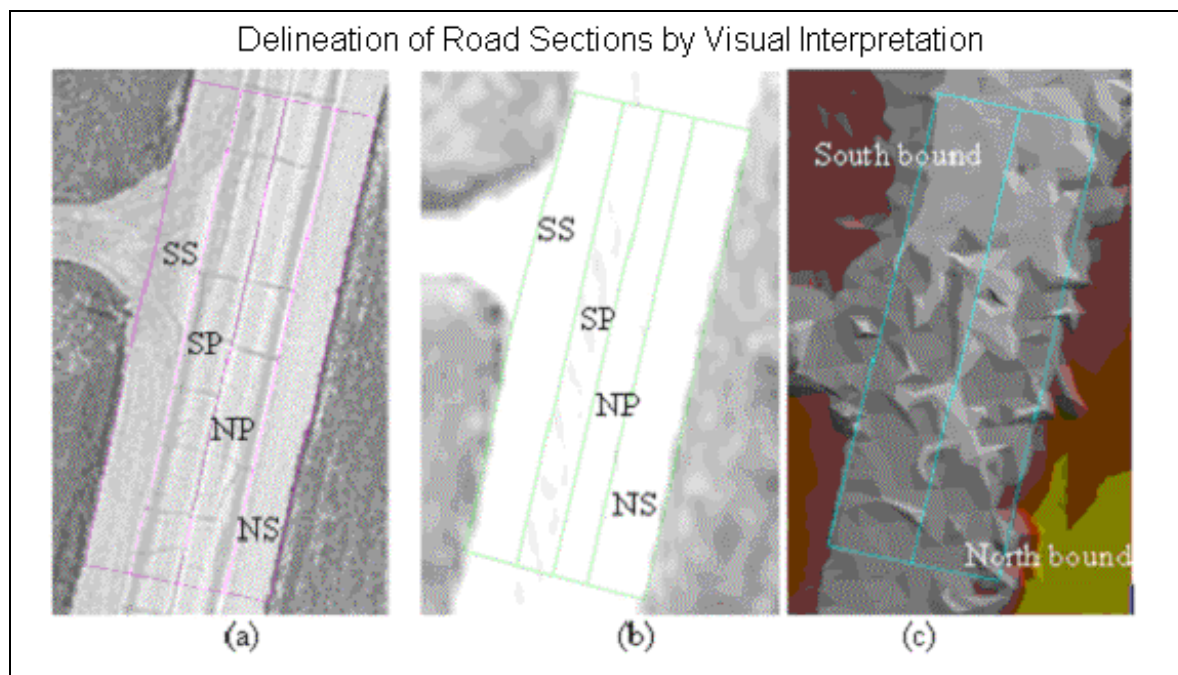 Delineation of Road Sections by Visual Interpretation
SS
SP
NP
NS
(a)
SS
SP
NP
NS
(b)
South bound
North bound
(c)